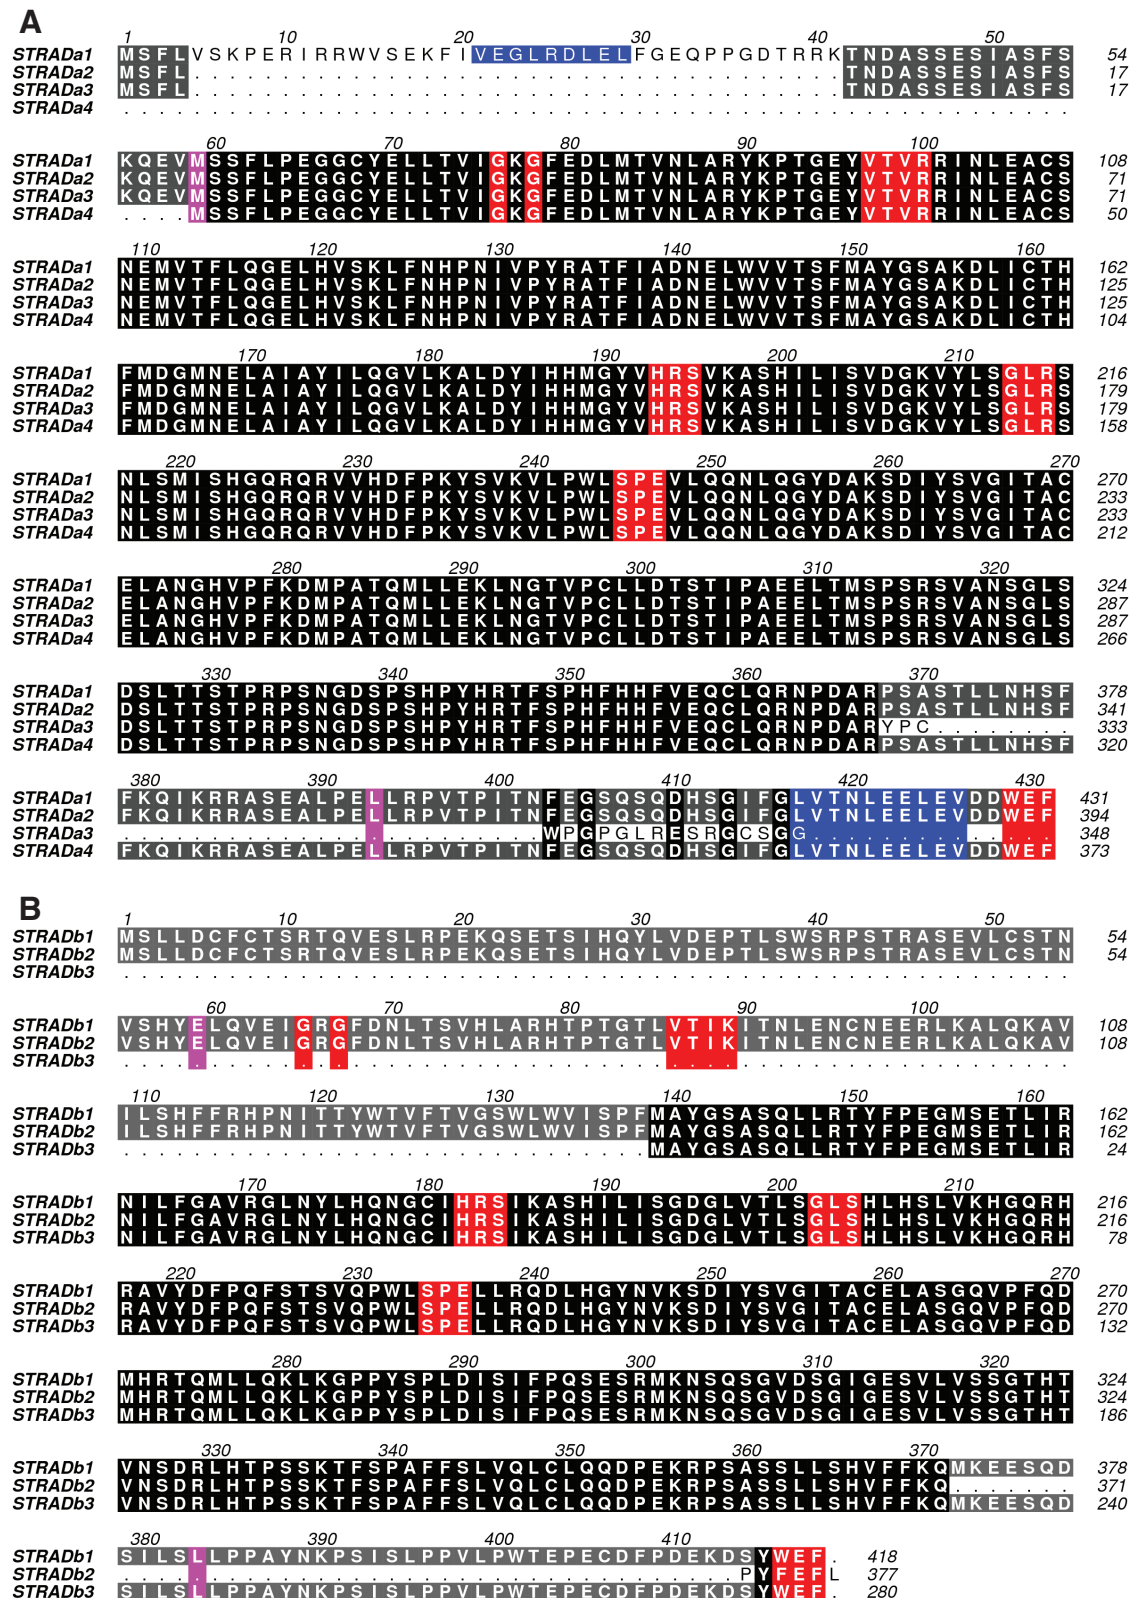 A
1 10 20 30 40 50
STRADa1 MSFLVSKPERIRRWVSEKFIVEGLRDLELFGEQPPGDTRRKTNDASSESIASFS 54
STRADa2 MSFL.....................................TNDASSESIASFS 17
STRADa3 MSFL.....................................TNDASSESIASFS 17
STRADa4 ......................................................
60 70 80 90 100
STRADa1 KQEVMSSFLPEGGCYELLTVIGKGFEDLMTVNLARYKPTGEYVTVRRINLEACS 108
STRADa2 KQEVMSSFLPEGGCYELLTVIGKGFEDLMTVNLARYKPTGEYVTVRRINLEACS 71
STRADa3 KQEVMSSFLPEGGCYELLTVIGKGFEDLMTVNLARYKPTGEYVTVRRINLEACS 71
STRADa4 ....MSSFLPEGGCYELLTVIGKGFEDLMTVNLARYKPTGEYVTVRRINLEACS 50
110 120 130 140 150 160
STRADa1 NEMVTFLQGELHVSKLFNHPNIVPYRATFIADNELWVVTSFMAYGSAKDLICTH 162
STRADa2 NEMVTFLQGELHVSKLFNHPNIVPYRATFIADNELWVVTSFMAYGSAKDLICTH 125
STRADa3 NEMVTFLQGELHVSKLFNHPNIVPYRATFIADNELWVVTSFMAYGSAKDLICTH 125
STRADa4 NEMVTFLQGELHVSKLFNHPNIVPYRATFIADNELWVVTSFMAYGSAKDLICTH 104
170 180 190 200 210
STRADa1 FMDGMNELAIAYILQGVLKALDYIHHMGYVHRSVKASHILISVDGKVYLSGLRS 216
STRADa2 FMDGMNELAIAYILQGVLKALDYIHHMGYVHRSVKASHILISVDGKVYLSGLRS 179
STRADa3 FMDGMNELAIAYILQGVLKALDYIHHMGYVHRSVKASHILISVDGKVYLSGLRS 179
STRADa4 FMDGMNELAIAYILQGVLKALDYIHHMGYVHRSVKASHILISVDGKVYLSGLRS 158
220 230 240 250 260 270
STRADa1 NLSMISHGQRQRVVHDFPKYSVKVLPWLSPEVLQQNLQGYDAKSDIYSVGITAC 270
STRADa2 NLSMISHGQRQRVVHDFPKYSVKVLPWLSPEVLQQNLQGYDAKSDIYSVGITAC 233
STRADa3 NLSMISHGQRQRVVHDFPKYSVKVLPWLSPEVLQQNLQGYDAKSDIYSVGITAC 233
STRADa4 NLSMISHGQRQRVVHDFPKYSVKVLPWLSPEVLQQNLQGYDAKSDIYSVGITAC 212
280 290 300 310 320
STRADa1 ELANGHVPFKDMPATQMLLEKLNGTVPCLLDTSTIPAEELTMSPSRSVANSGLS 324
STRADa2 ELANGHVPFKDMPATQMLLEKLNGTVPCLLDTSTIPAEELTMSPSRSVANSGLS 287
STRADa3 ELANGHVPFKDMPATQMLLEKLNGTVPCLLDTSTIPAEELTMSPSRSVANSGLS 287
STRADa4 ELANGHVPFKDMPATQMLLEKLNGTVPCLLDTSTIPAEELTMSPSRSVANSGLS 266
330 340 350 360 370
STRADa1 DSLTTSTPRPSNGDSPSHPYHRTFSPHFHHFVEQCLQRNPDARPSASTLLNHSF 378
STRADa2 DSLTTSTPRPSNGDSPSHPYHRTFSPHFHHFVEQCLQRNPDARPSASTLLNHSF 341
STRADa3 DSLTTSTPRPSNGDSPSHPYHRTFSPHFHHFVEQCLQRNPDARYPC........ 333
STRADa4 DSLTTSTPRPSNGDSPSHPYHRTFSPHFHHFVEQCLQRNPDARPSASTLLNHSF 320
380 390 400 410 420 430
STRADa1 FKQIKRRASEALPELLRPVTPITNFEGSQSQDHSGIFGLVTNLEELEVDDWEF 431
STRADa2 FKQIKRRASEALPELLRPVTPITNFEGSQSQDHSGIFGLVTNLEELEVDDWEF 394
STRADa3 ........................WPGPGLRESRGCSGG.............. 348
STRADa4 FKQIKRRASEALPELLRPVTPITNFEGSQSQDHSGIFGLVTNLEELEVDDWEF 373
B
1 10 20 30 40 50
STRADb1 MSLLDCFCTSRTQVESLRPEKQSETSIHQYLVDEPTLSWSRPSTRASEVLCSTN 54
STRADb2 MSLLDCFCTSRTQVESLRPEKQSETSIHQYLVDEPTLSWSRPSTRASEVLCSTN 54
STRADb3 ......................................................
60 70 80 90 100
STRADb1 VSHYELQVEIGRGFDNLTSVHLARHTPTGTLVTIKITNLENCNEERLKALQKAV 108
STRADb2 VSHYELQVEIGRGFDNLTSVHLARHTPTGTLVTIKITNLENCNEERLKALQKAV 108
STRADb3 ......................................................
110 120 130 140 150 160
STRADb1 ILSHFFRHPNITTYWTVFTVGSWLWVISPFMAYGSASQLLRTYFPEGMSETLIR 162
STRADb2 ILSHFFRHPNITTYWTVFTVGSWLWVISPFMAYGSASQLLRTYFPEGMSETLIR 162
STRADb3 ..............................MAYGSASQLLRTYFPEGMSETLIR 24
170 180 190 200 210
STRADb1 NILFGAVRGLNYLHQNGCIHRSIKASHILISGDGLVTLSGLSHLHSLVKHGQRH 216
STRADb2 NILFGAVRGLNYLHQNGCIHRSIKASHILISGDGLVTLSGLSHLHSLVKHGQRH 216
STRADb3 NILFGAVRGLNYLHQNGCIHRSIKASHILISGDGLVTLSGLSHLHSLVKHGQRH 78
220 230 240 250 260 270
STRADb1 RAVYDFPQFSTSVQPWLSPELLRQDLHGYNVKSDIYSVGITACELASGQVPFQD 270
STRADb2 RAVYDFPQFSTSVQPWLSPELLRQDLHGYNVKSDIYSVGITACELASGQVPFQD 270
STRADb3 RAVYDFPQFSTSVQPWLSPELLRQDLHGYNVKSDIYSVGITACELASGQVPFQD 132
280 290 300 310 320
STRADb1 MHRTQMLLQKLKGPPYSPLDISIFPQSESRMKNSQSGVDSGIGESVLVSSGTHT 324
STRADb2 MHRTQMLLQKLKGPPYSPLDISIFPQSESRMKNSQSGVDSGIGESVLVSSGTHT 324
STRADb3 MHRTQMLLQKLKGPPYSPLDISIFPQSESRMKNSQSGVDSGIGESVLVSSGTHT 186
330 340 350 360 370
STRADb1 VNSDRLHTPSSKTFSPAFFSLVQLCLQQDPEKRPSASSLLSHVFFKQMKEESQD 378
STRADb2 VNSDRLHTPSSKTFSPAFFSLVQLCLQQDPEKRPSASSLLSHVFFKQ....... 371
STRADb3 VNSDRLHTPSSKTFSPAFFSLVQLCLQQDPEKRPSASSLLSHVFFKQMKEESQD 240
380 390 400 410
STRADb1 SILSLLPPAYNKPSISLPPVLPWTEPECDFPDEKDSYWEF. 418
STRADb2 ...................................PYFEFL 377
STRADb3 SILSLLPPAYNKPSISLPPVLPWTEPECDFPDEKDSYWEF. 280